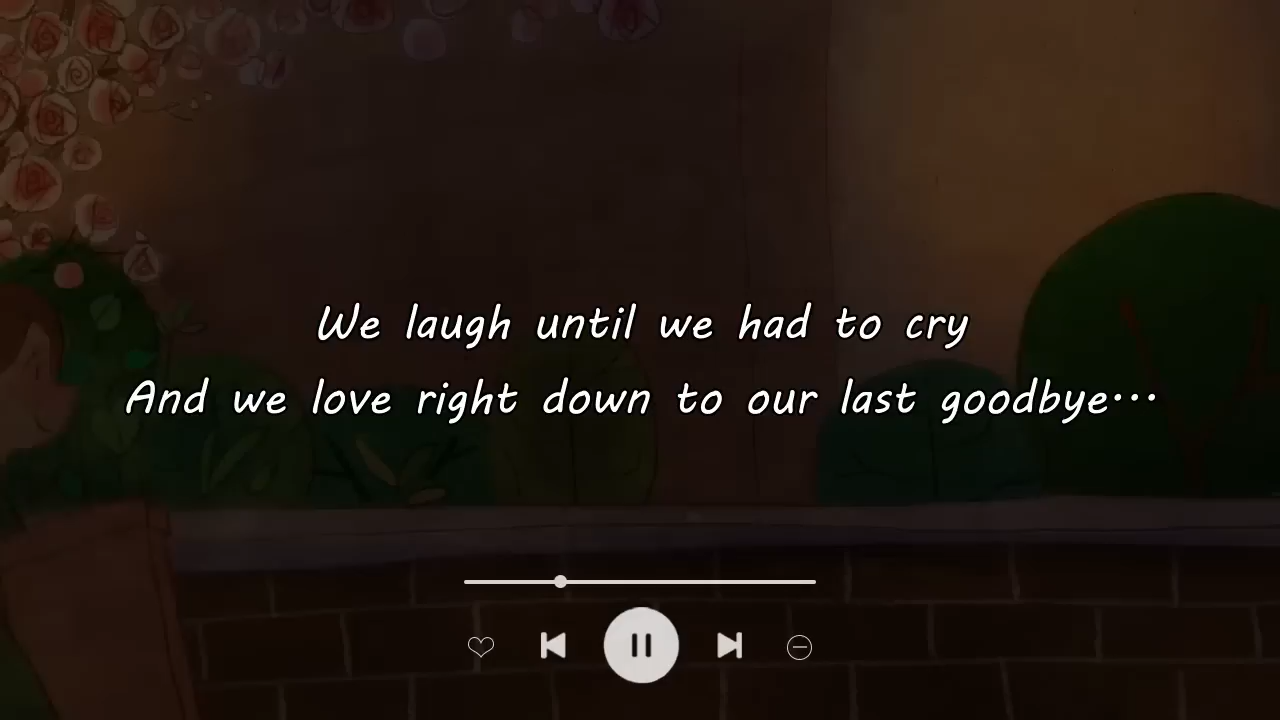 We laugh until we had to cry
And we love right down to our last goodbye…